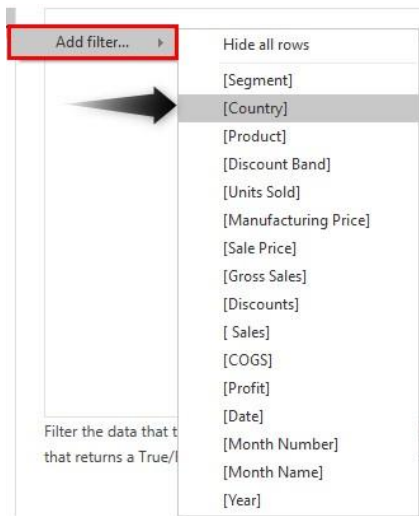 Add filter...
Hide all rows
[Segment]
[Country]
[Product]
[Discount Band]
[Units Sold]
[Manufacturing Price]
[Sale Price]
[Gross Sales]
[Discounts]
[ Sales]
[COGS]
[Profit]
[Date]
[Month Number]
[Month Name]
[Year]
Filter the data that
that returns a